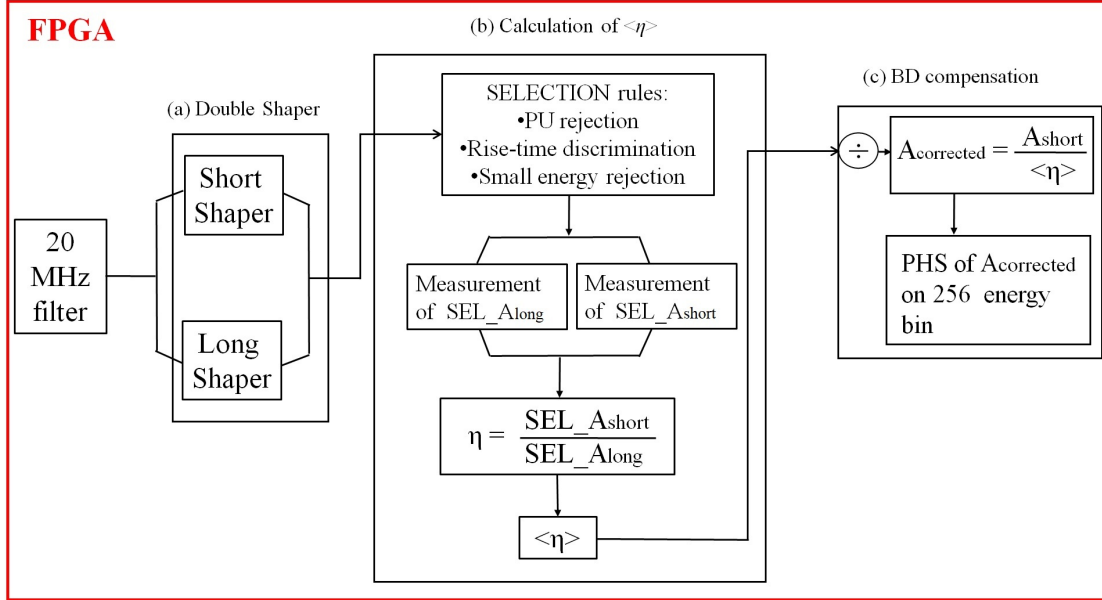 FPGA
(b) Calculation of <η>
(c) BD compensation
(a) Double Shaper
20
MHz
filter
Short
Shaper
Long
Shaper
SELECTION rules:
•PU rejection
•Rise-time discrimination
•Small energy rejection
Measurement
of SEL_Along
Measurement
of SEL_Ashort
η = SEL_Ashort
SEL_Along
<η>
÷
Acorrected = Ashort
<η>
PHS of Acorrected
on 256 energy
bin